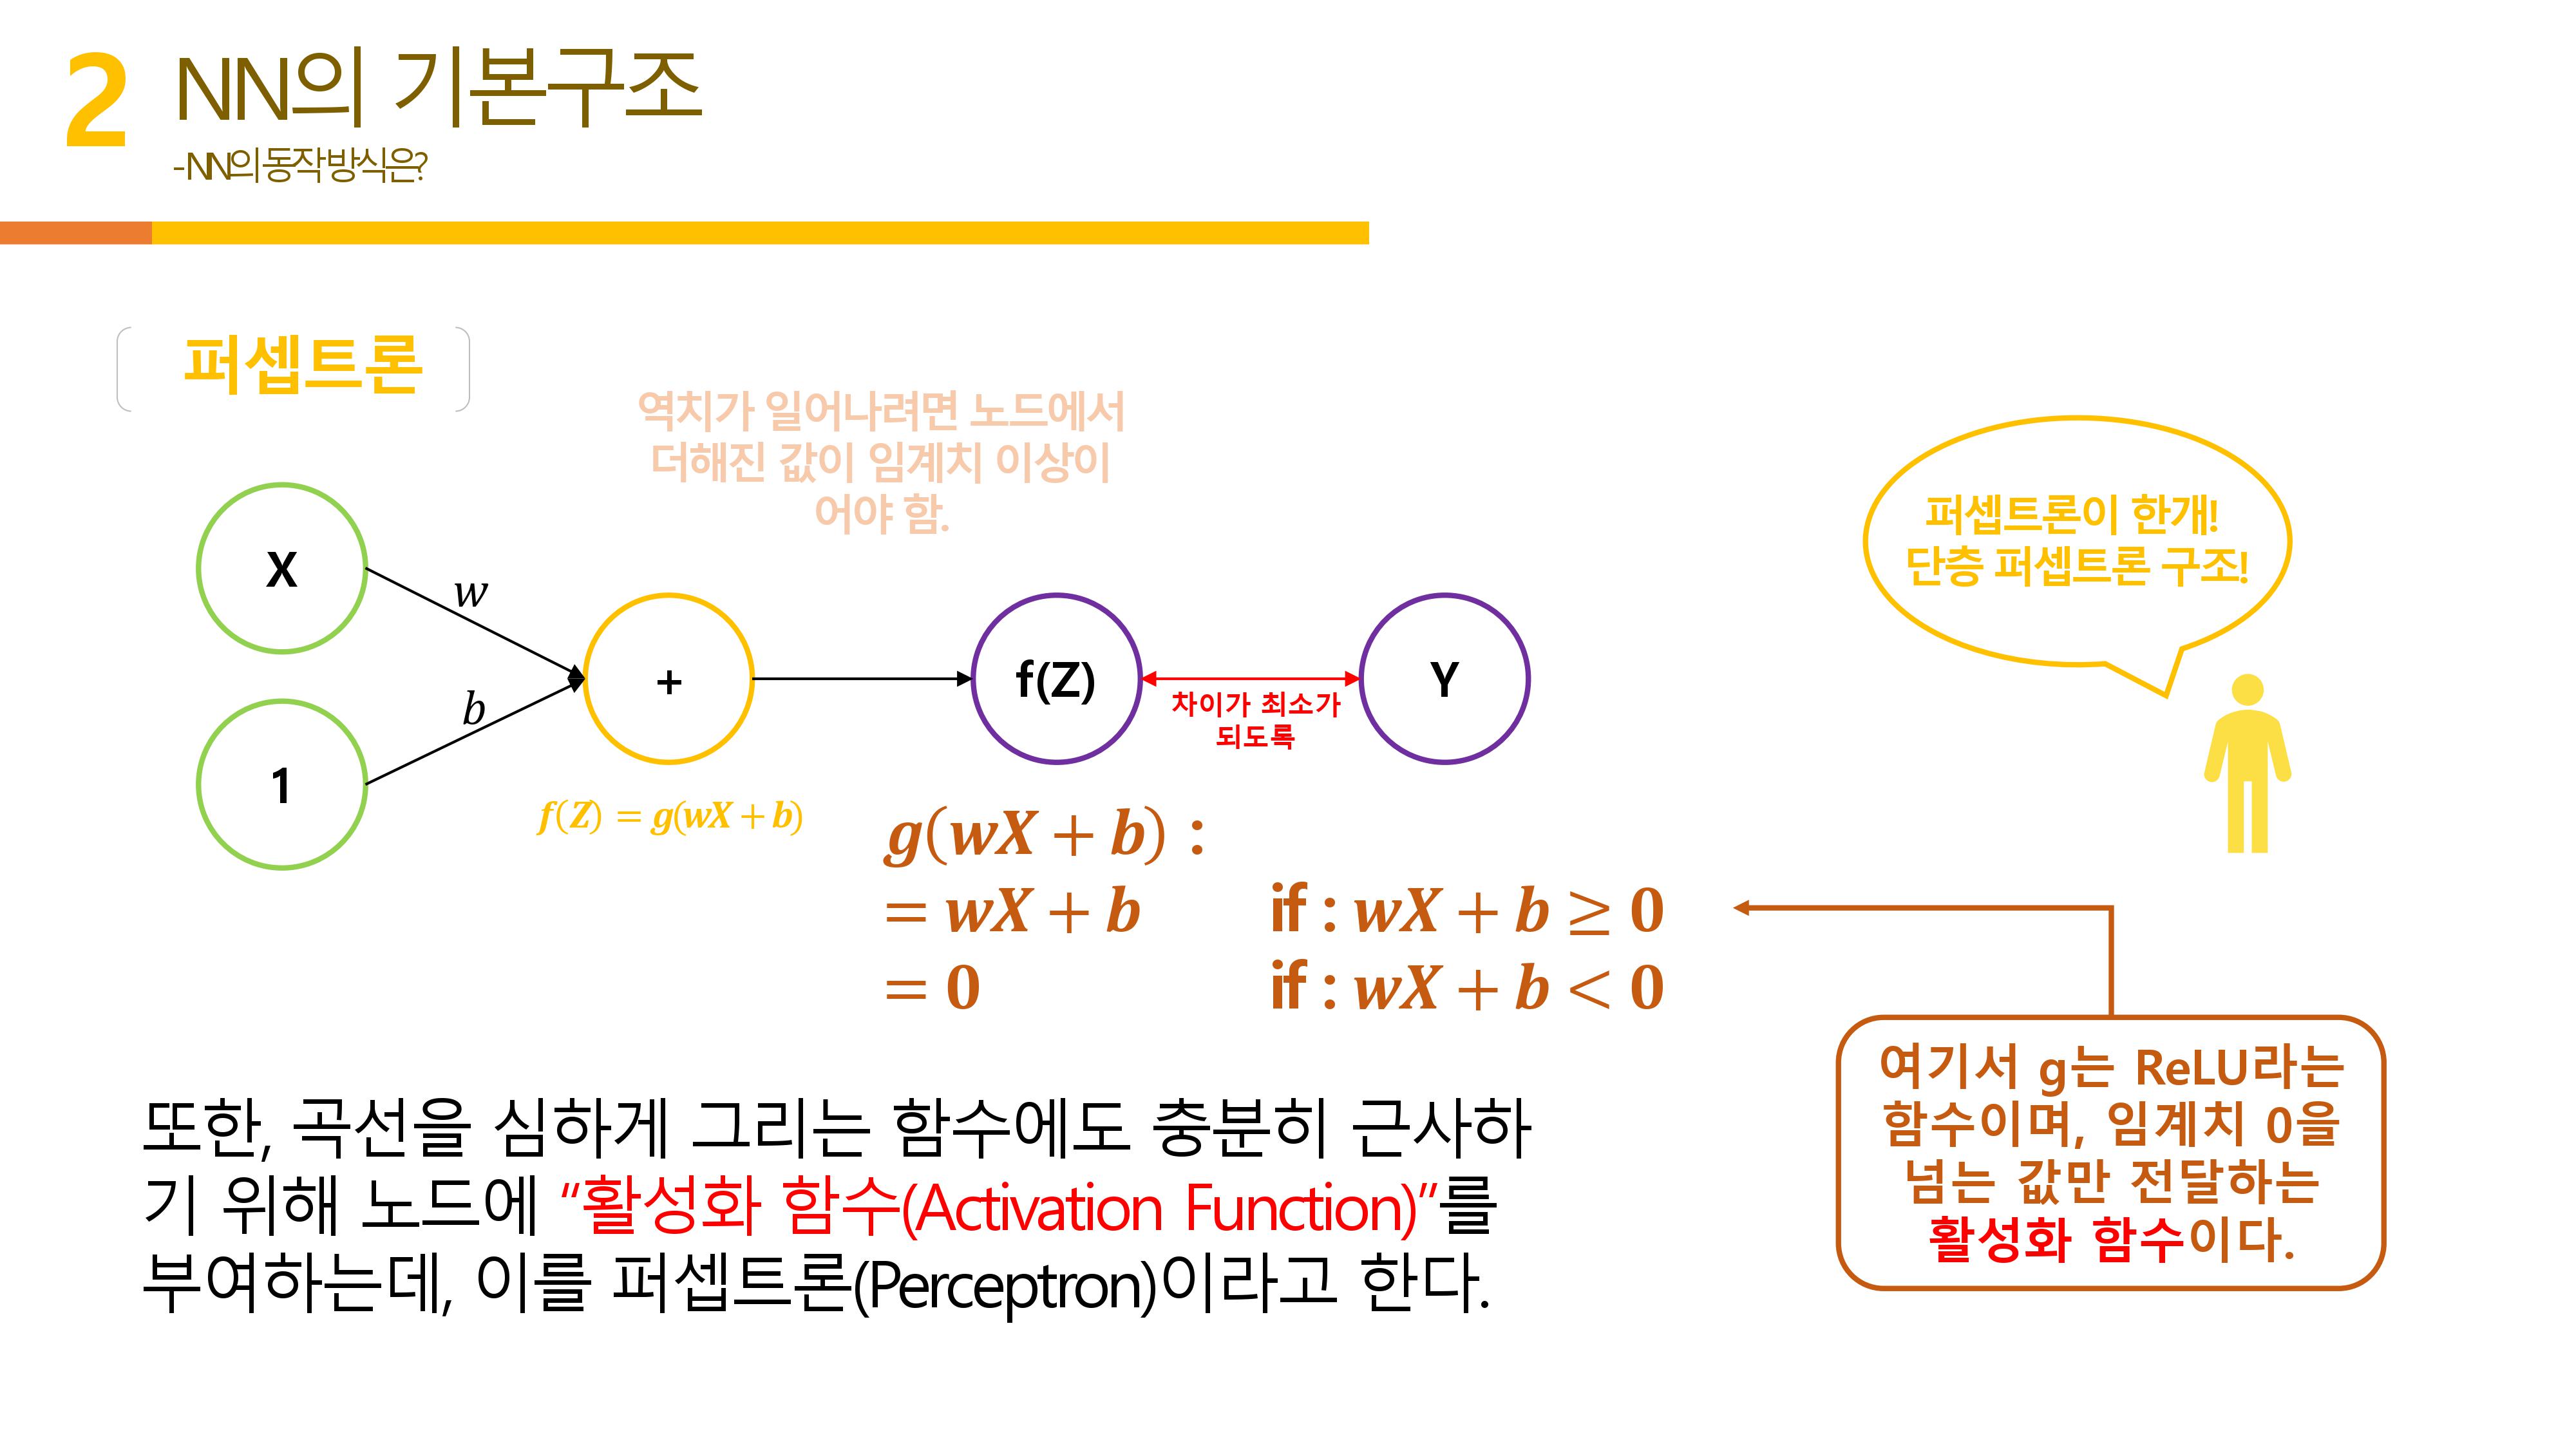 2
NN의 기본구조
-NN의 동작 방식은?
퍼셉트론
역치가 일어나려면 노드에서
더해진 값이 임계치 이상이
어야 함.
퍼셉트론이 한개!
단층 퍼셉트론 구조!
X
w
1
b
+
f(Z)
Y
차이가 최소가
되도록
f(Z) = g(wX + b)
g(wX + b) :
= wX + b if : wX + b ≥ 0
= 0 if : wX + b < 0
여기서 g는 ReLU라는
함수이며, 임계치 0을
넘는 값만 전달하는
활성화 함수이다.
또한, 곡선을 심하게 그리는 함수에도 충분히 근사하
기 위해 노드에 “활성화 함수(Activation Function)”를
부여하는데, 이를 퍼셉트론(Perceptron)이라고 한다.